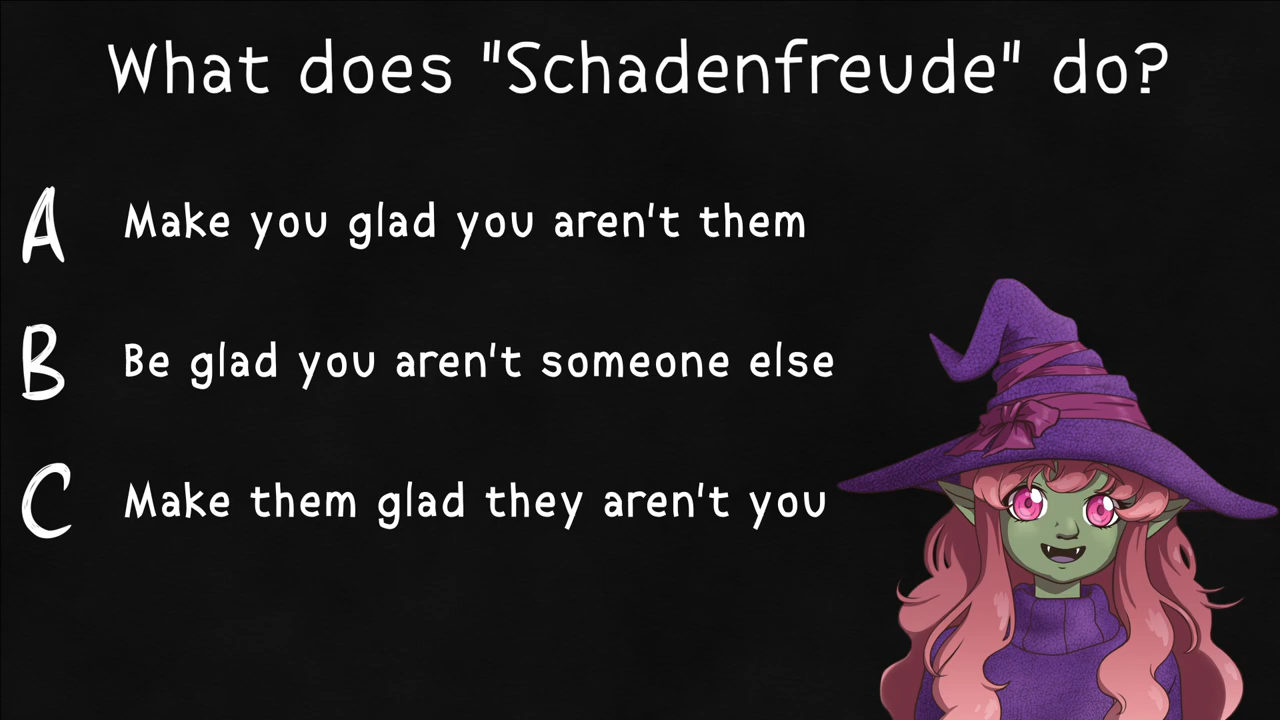 What does "Schadenfreude" do?
A Make you glad you aren't them
B Be glad you aren't someone else
C Make them glad they aren't you